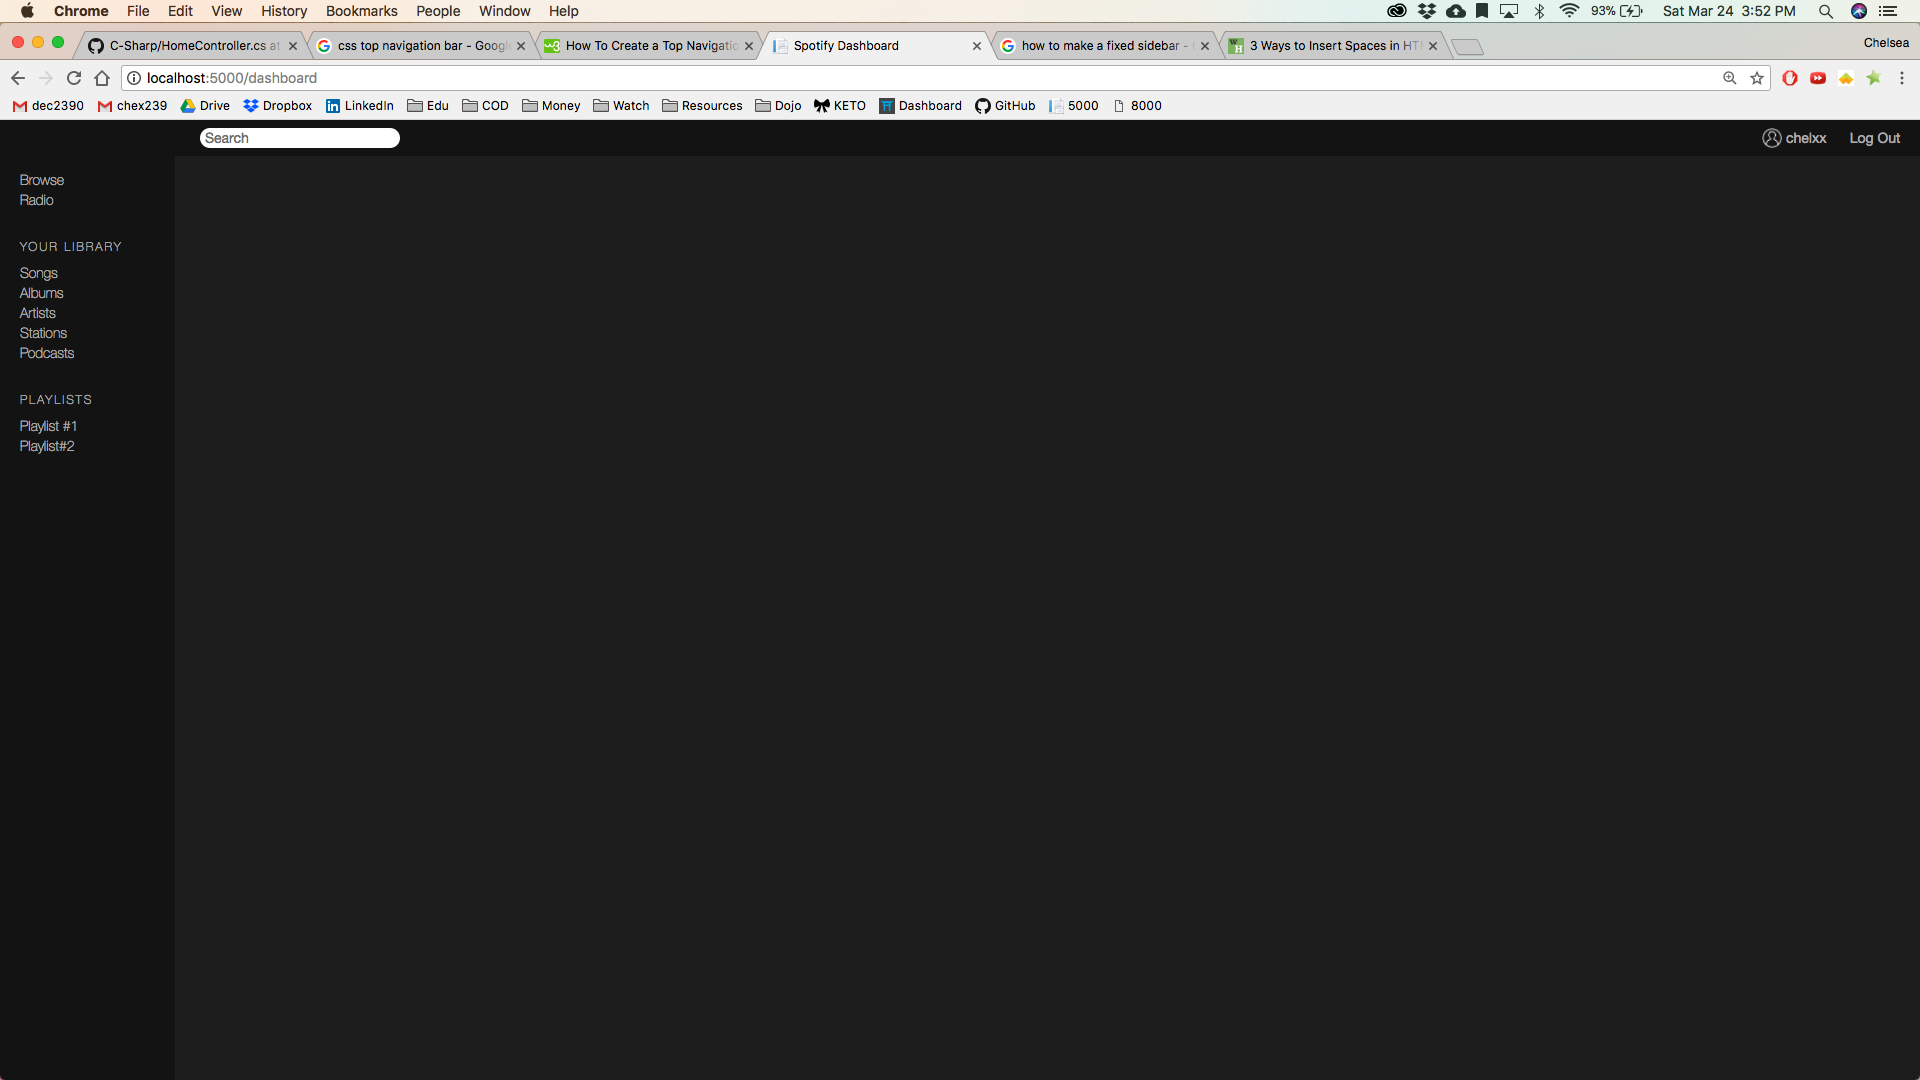 Chrome File Edit View History Bookmarks People Window Help 93% Sat Mar 24 3:52 PM
C-Sharp/HomeController.cs at css top navigation bar - Google How To Create a Top Navigatio Spotify Dashboard how to make a fixed sidebar - 3 Ways to Insert Spaces in HT Chelsea
localhost:5000/dashboard
dec2390 chex239 Drive Dropbox LinkedIn Edu COD Money Watch Resources Dojo KETO Dashboard GitHub 5000 8000
Search chelxx Log Out
Browse
Radio
YOUR LIBRARY
Songs
Albums
Artists
Stations
Podcasts
PLAYLISTS
Playlist #1
Playlist#2